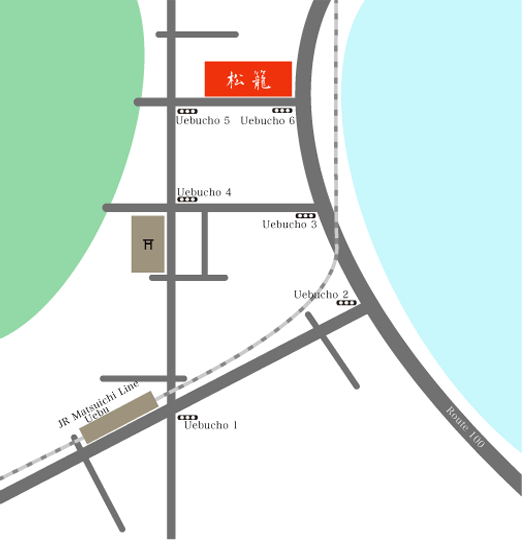 松 龍
Uebucho 5
Uebucho 6
Uebucho 4
Uebucho 3
Uebucho 2
JR Matsuichi Line
Uebu
Uebucho 1
Route 100